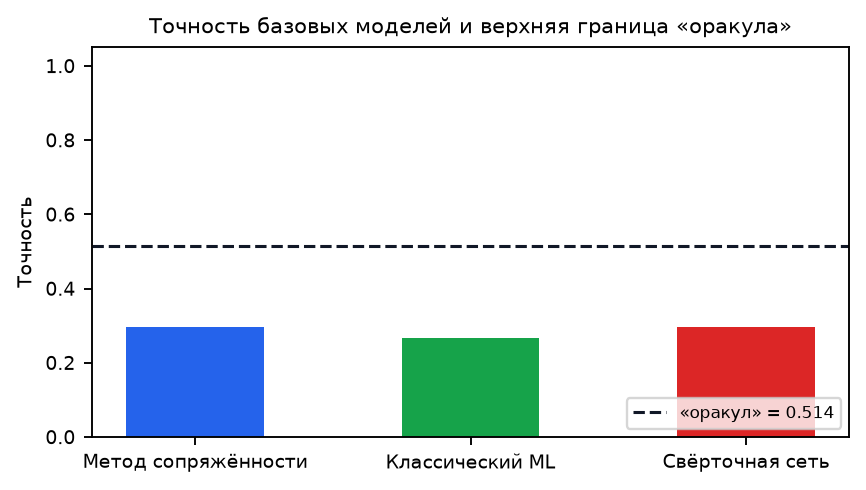 Точность базовых моделей и верхняя граница «оракула»
Точность
1.0
0.8
0.6
0.4
0.2
0.0
«оракул» = 0.514
Метод сопряжённости
Классический ML
Свёрточная сеть